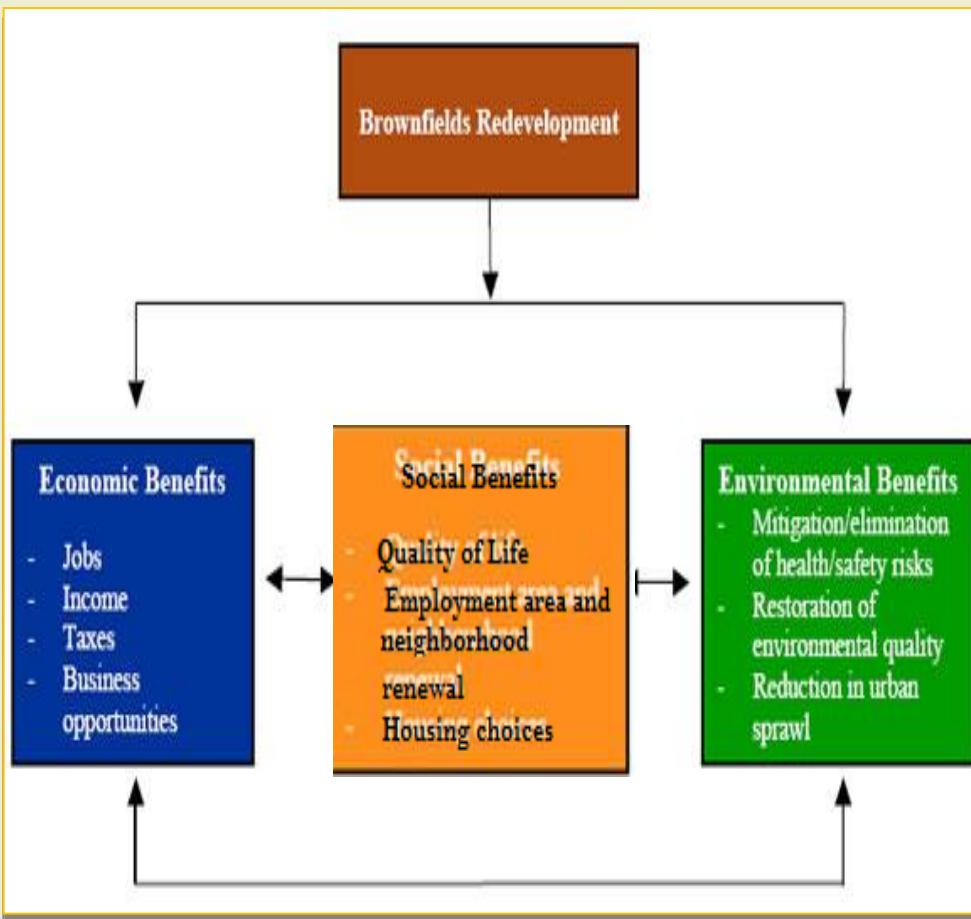 Brownfields Redevelopment
Economic Benefits
- Jobs
- Income
- Taxes
- Business
opportunities
Social Benefits
Quality of Life
Employment area and
neighborhood
renewal
Housing choices
Environmental Benefits
- Mitigation/elimination
of health/safety risks
- Restoration of
environmental quality
- Reduction in urban
sprawl